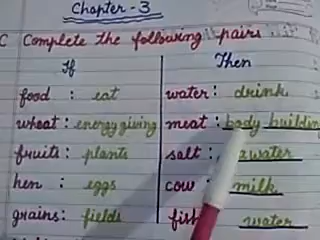 Chapter - 3
C Complete the following pairs
If Then
food : eat water : drink
wheat : energy giving meat : body buildin
fruits : plants salt : water
hen : eggs cow : milk
grains : fields fish water